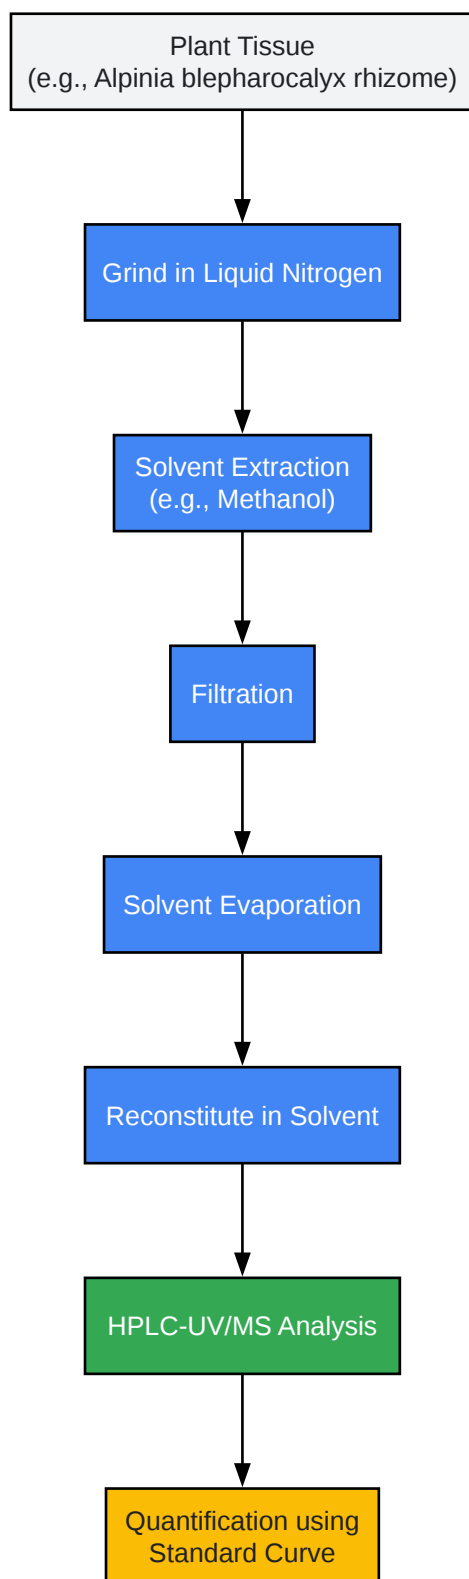 Plant Tissue
(e.g., Alpinia blepharocalyx rhizome)
Grind in Liquid Nitrogen
Solvent Extraction
(e.g., Methanol)
Filtration
Solvent Evaporation
Reconstitute in Solvent
HPLC-UV/MS Analysis
Quantification using
Standard Curve